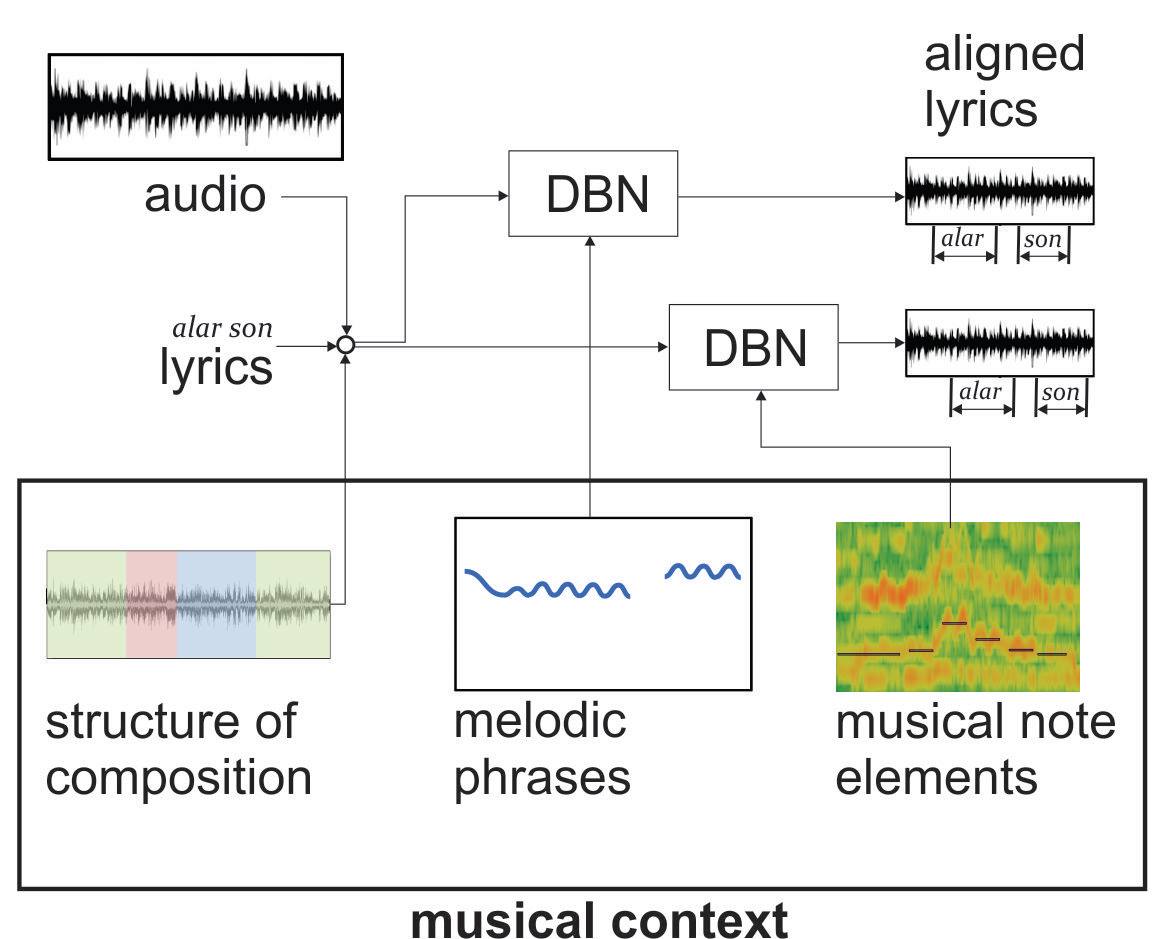 aligned
lyrics
audio
DBN
alar son
alar son
lyrics
DBN
alar son
structure of
composition
melodic
phrases
musical note
elements
musical context